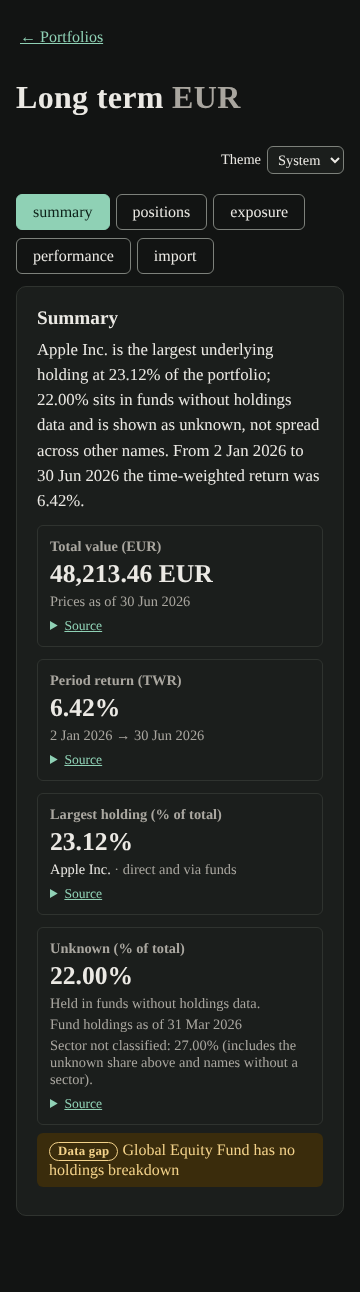 ← Portfolios
Long term EUR
Theme System
summary positions exposure
performance import
Summary
Apple Inc. is the largest underlying
holding at 23.12% of the portfolio;
22.00% sits in funds without holdings
data and is shown as unknown, not spread
across other names. From 2 Jan 2026 to
30 Jun 2026 the time-weighted return was
6.42%.
Total value (EUR)
48,213.46 EUR
Prices as of 30 Jun 2026
Source
Period return (TWR)
6.42%
2 Jan 2026 → 30 Jun 2026
Source
Largest holding (% of total)
23.12%
Apple Inc. · direct and via funds
Source
Unknown (% of total)
22.00%
Held in funds without holdings data.
Fund holdings as of 31 Mar 2026
Sector not classified: 27.00% (includes the
unknown share above and names without a
sector).
Source
Data gap Global Equity Fund has no
holdings breakdown